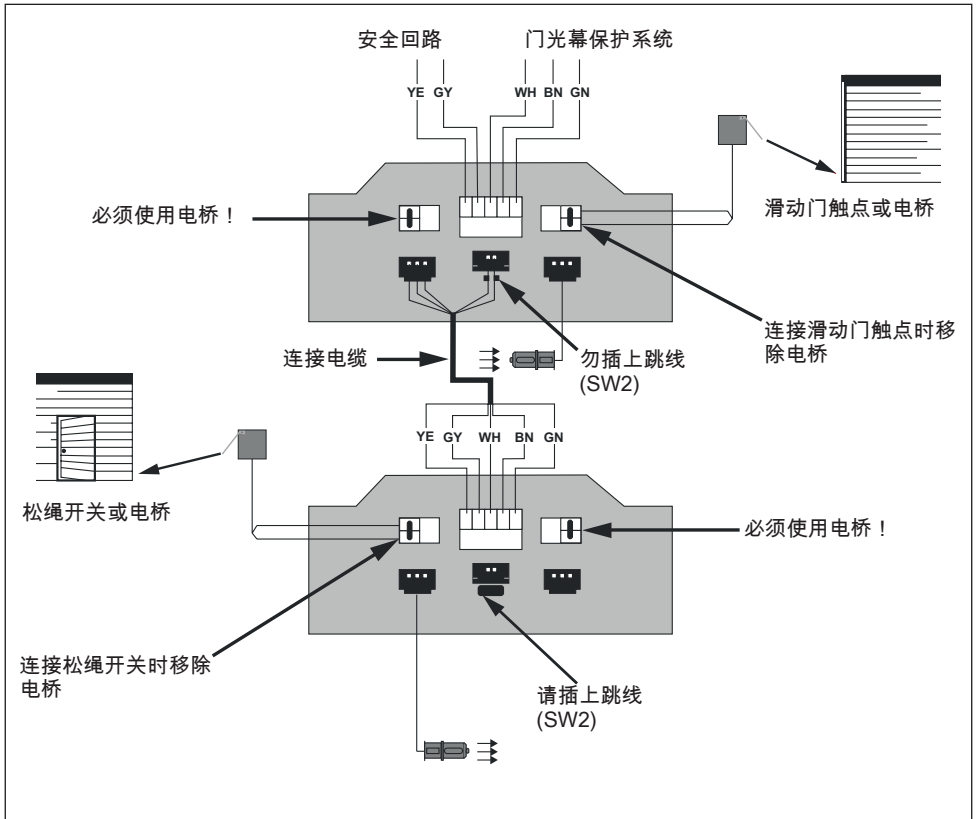 安全回路
门光幕保护系统
YE GY
WH BN GN
必须使用电桥！
滑动门触点或电桥
连接滑动门触点时移
除电桥
连接电缆
勿插上跳线
(SW2)
YE GY WH BN GN
松绳开关或电桥
必须使用电桥！
连接松绳开关时移除
电桥
请插上跳线
(SW2)